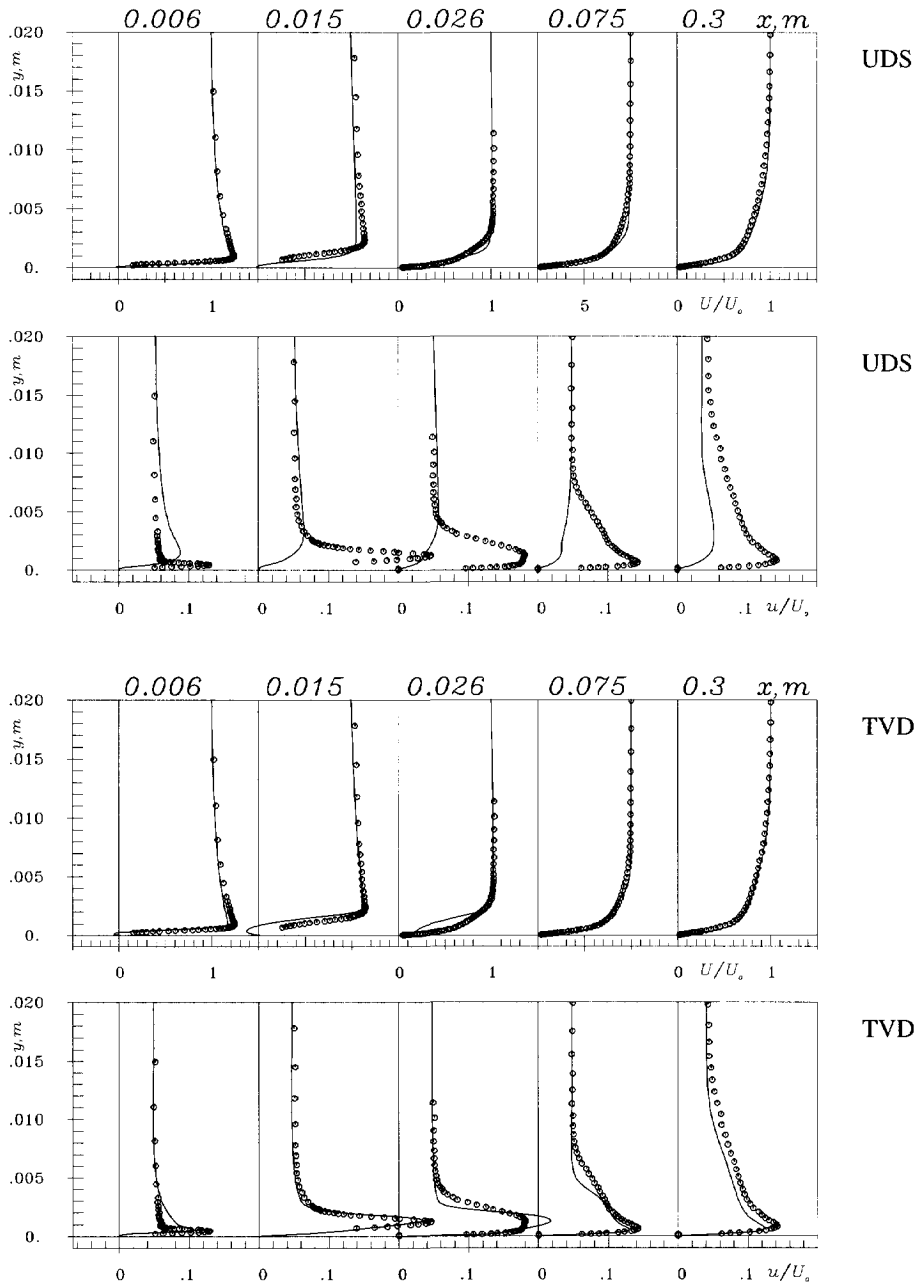 0.006 0.015 0.026 0.075 0.3 x,m
.020 y,m UDS
.015
.010
.005
0.
0 1 0 1 5 0 U/Uₒ 1
.020 y,m UDS
.015
.010
.005
0.
0 .1 0 .1 0 .1 0 .1 0 .1 u/Uₒ
0.006 0.015 0.026 0.075 0.3 x,m
.020 y,m TVD
.015
.010
.005
0.
0 1 0 1 0 U/Uₒ 1
.020 y,m TVD
.015
.010
.005
0.
0 .1 0 .1 0 .1 0 .1 0 .1 u/Uₒ